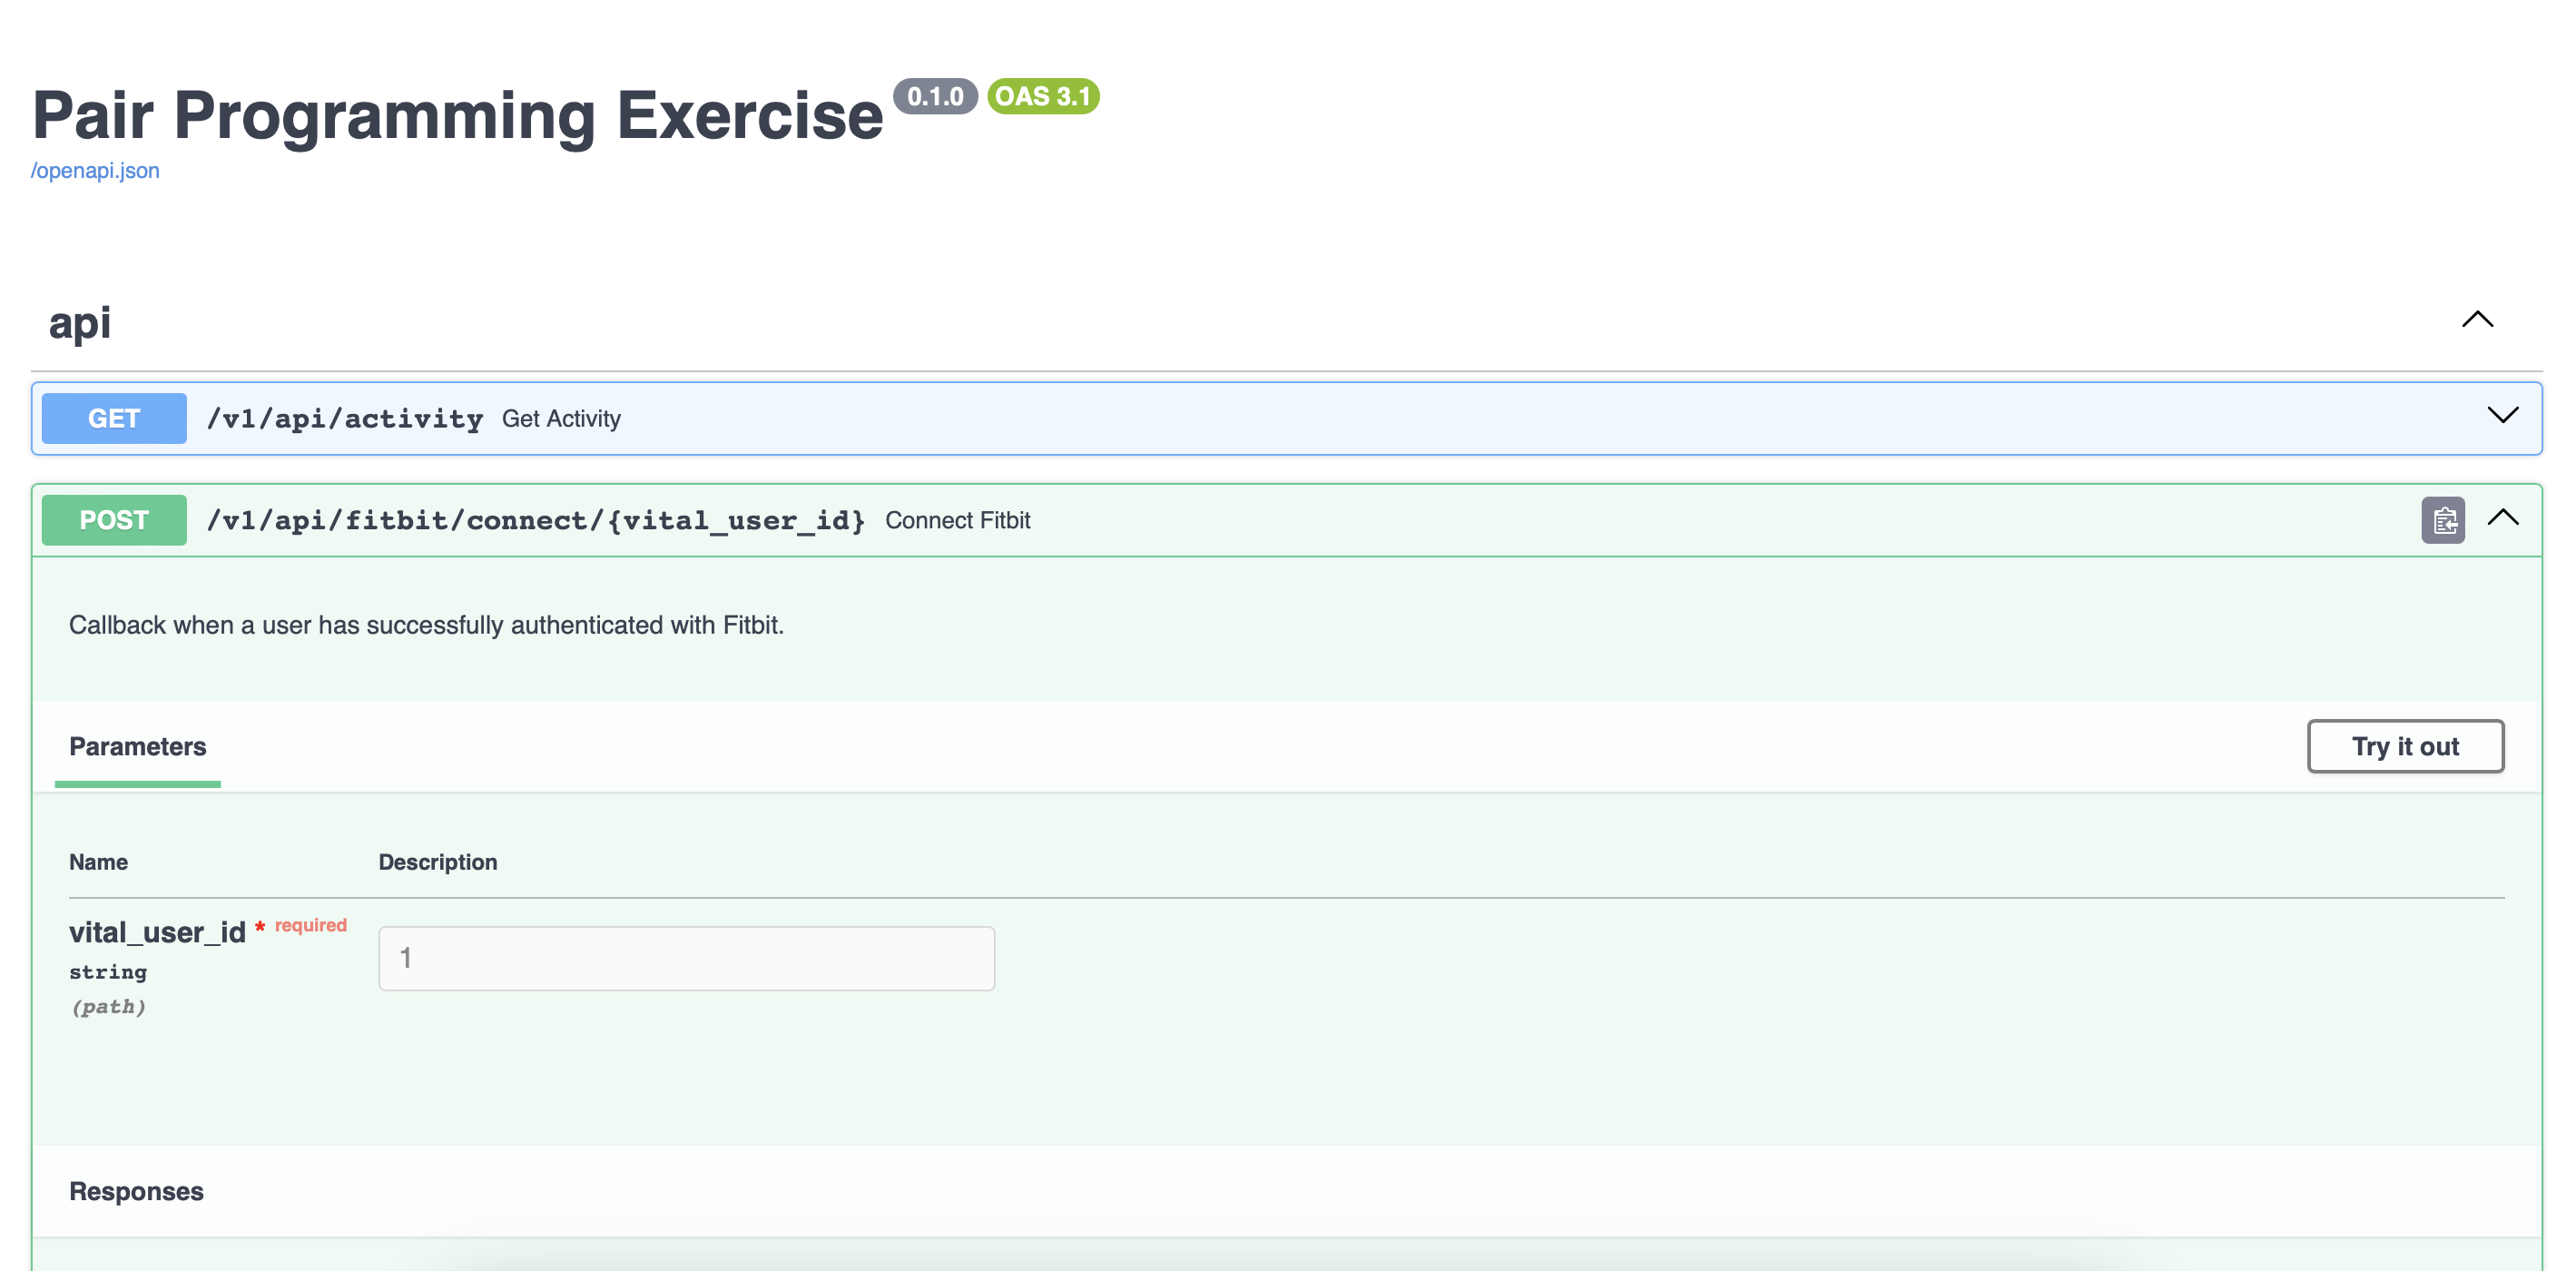 Pair Programming Exercise 0.1.0 OAS 3.1
/openapi.json
api
GET /v1/api/activity Get Activity
POST /v1/api/fitbit/connect/{vital_user_id} Connect Fitbit
Callback when a user has successfully authenticated with Fitbit.
Parameters Try it out
Name Description
vital_user_id * required
string
(path)
1
Responses